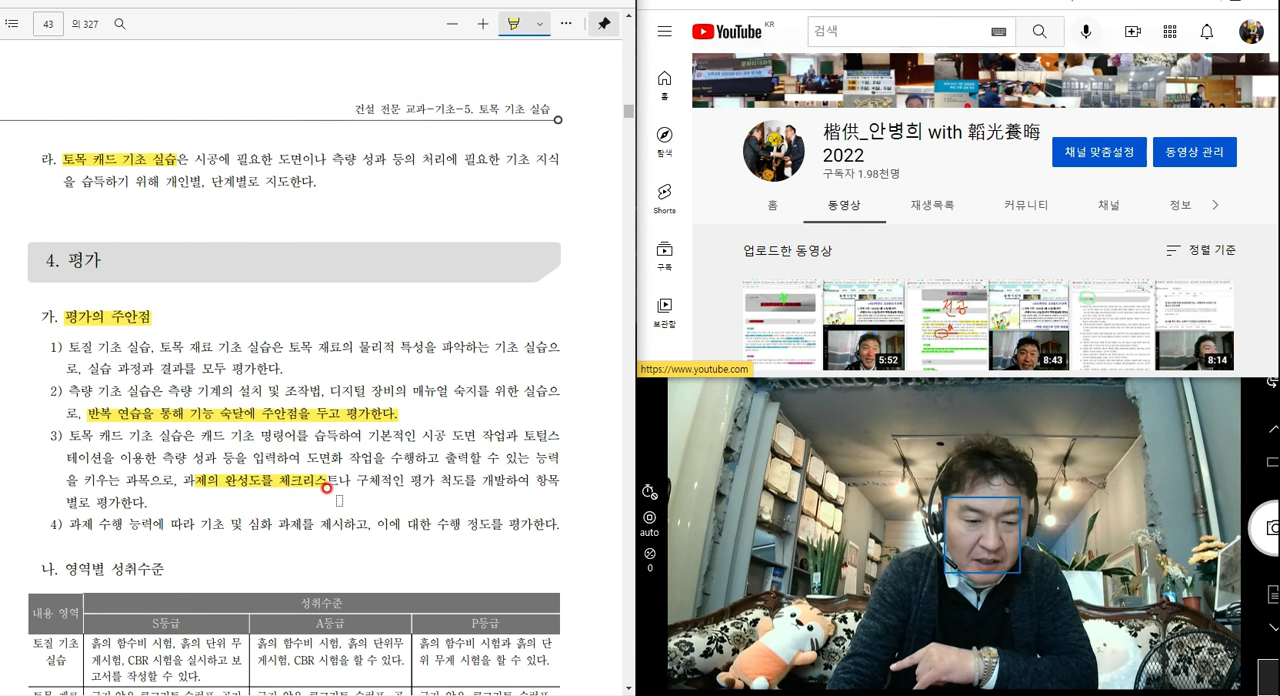 43 의 327
건설 전문 교과-기초-5. 토목 기초 실습
라. 토목 캐드 기초 실습은 시공에 필요한 도면이나 측량 성과 등의 처리에 필요한 기초 지식
을 습득하기 위해 개인별, 단계별로 지도한다.
4. 평가
가. 평가의 주안점
1) 토질 기초 실습, 토목 재료 기초 실습은 토목 재료의 물리적 특성을 파악하는 기초 실습으
로, 실습 과정과 결과를 모두 평가한다.
2) 측량 기초 실습은 측량 기계의 설치 및 조작법, 디지털 장비의 매뉴얼 숙지를 위한 실습으
로, 반복 연습을 통해 기능 숙달에 주안점을 두고 평가한다.
3) 토목 캐드 기초 실습은 캐드 기초 명령어를 습득하여 기본적인 시공 도면 작업과 토털스
테이션을 이용한 측량 성과 등을 입력하여 도면화 작업을 수행하고 출력할 수 있는 능력
을 키우는 과목으로, 과제의 완성도를 체크리스트나 구체적인 평가 척도를 개발하여 항목
별로 평가한다.
4) 과제 수행 능력에 따라 기초 및 심화 과제를 제시하고, 이에 대한 수행 정도를 평가한다.
나. 영역별 성취수준
내용 영역
성취수준
S등급 A등급 P등급
토질 기초 실습
흙의 함수비 시험, 흙의 단위 무
게시험, CBR 시험을 실시하고 보
고서를 작성할 수 있다.
흙의 함수비 시험, 흙의 단위무
게시험, CBR 시험을 할 수 있다.
흙의 함수비 시험과 흙의 단
위 무게 시험을 할 수 있다.
YouTube KR
검색
홈
탐색
Shorts
구독
보관함
楷供_안병희 with 韜光養晦
2022
구독자 1.98천명
채널 맞춤설정
동영상 관리
홈 동영상 재생목록 커뮤니티 채널 정보
업로드한 동영상
정렬 기준
전공
5:52
8:43
8:14
https://www.youtube.com
auto
0